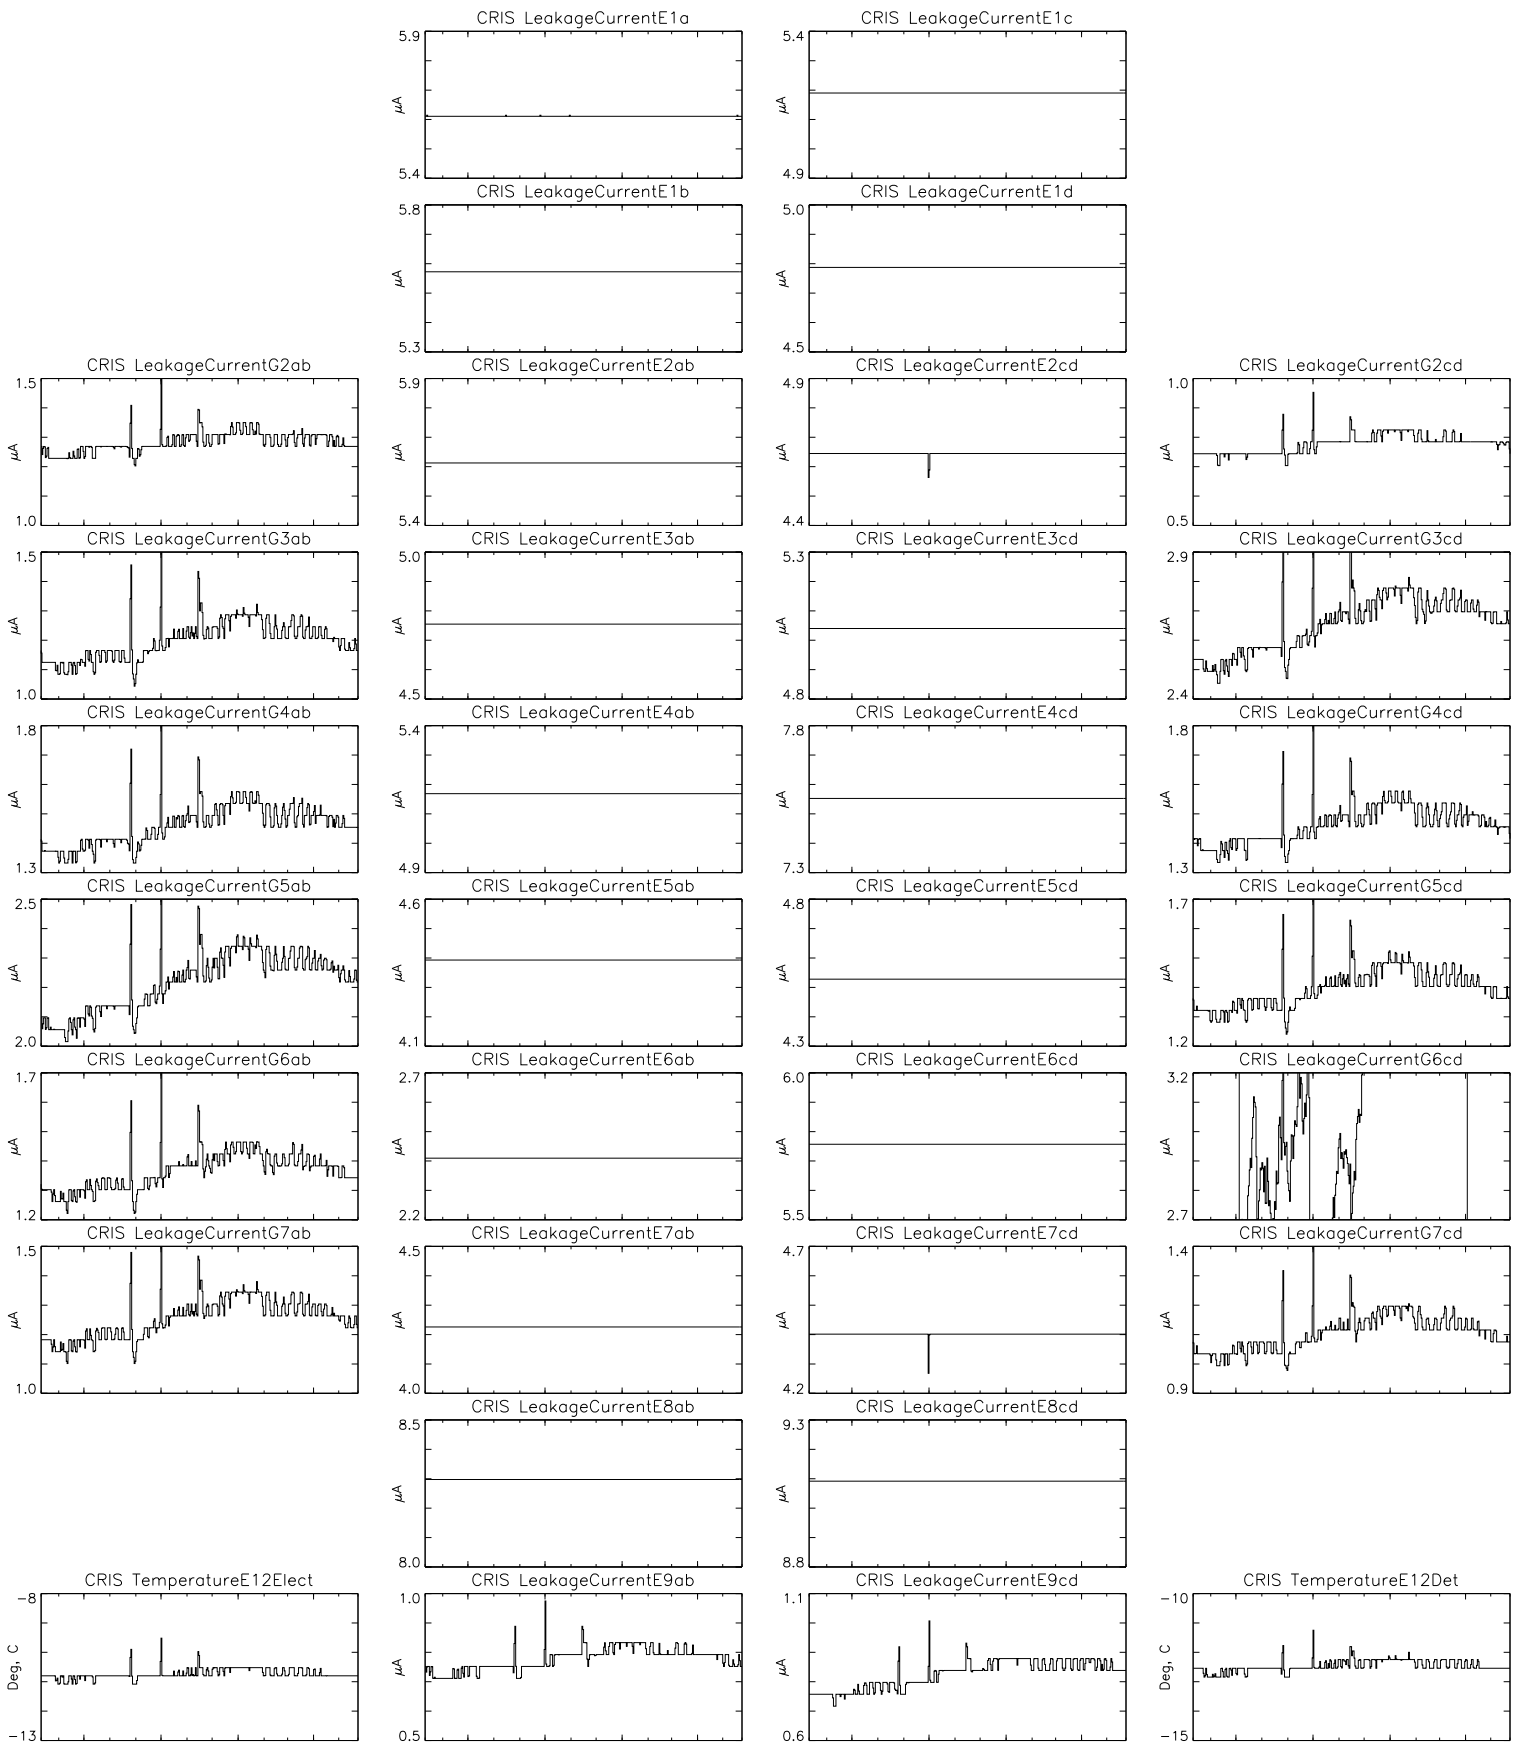 CRIS LeakageCurrentE1a
5.9
μA
5.4
CRIS LeakageCurrentE1c
5.4
μA
4.9
CRIS LeakageCurrentE1b
5.8
μA
5.3
CRIS LeakageCurrentE1d
5.0
μA
4.5
CRIS LeakageCurrentG2ab
1.5
μA
1.0
CRIS LeakageCurrentE2ab
5.9
μA
5.4
CRIS LeakageCurrentE2cd
4.9
μA
4.4
CRIS LeakageCurrentG2cd
1.0
μA
0.5
CRIS LeakageCurrentG3ab
1.5
μA
1.0
CRIS LeakageCurrentE3ab
5.0
μA
4.5
CRIS LeakageCurrentE3cd
5.3
μA
4.8
CRIS LeakageCurrentG3cd
2.9
μA
2.4
CRIS LeakageCurrentG4ab
1.8
μA
1.3
CRIS LeakageCurrentE4ab
5.4
μA
4.9
CRIS LeakageCurrentE4cd
7.8
μA
7.3
CRIS LeakageCurrentG4cd
1.8
μA
1.3
CRIS LeakageCurrentG5ab
2.5
μA
2.0
CRIS LeakageCurrentE5ab
4.6
μA
4.1
CRIS LeakageCurrentE5cd
4.8
μA
4.3
CRIS LeakageCurrentG5cd
1.7
μA
1.2
CRIS LeakageCurrentG6ab
1.7
μA
1.2
CRIS LeakageCurrentE6ab
2.7
μA
2.2
CRIS LeakageCurrentE6cd
6.0
μA
5.5
CRIS LeakageCurrentG6cd
3.2
μA
2.7
CRIS LeakageCurrentG7ab
1.5
μA
1.0
CRIS LeakageCurrentE7ab
4.5
μA
4.0
CRIS LeakageCurrentE7cd
4.7
μA
4.2
CRIS LeakageCurrentG7cd
1.4
μA
0.9
CRIS LeakageCurrentE8ab
8.5
μA
8.0
CRIS LeakageCurrentE8cd
9.3
μA
8.8
CRIS TemperatureE12Elect
−8
Deg, C
−13
CRIS LeakageCurrentE9ab
1.0
μA
0.5
CRIS LeakageCurrentE9cd
1.1
μA
0.6
CRIS TemperatureE12Det
−10
Deg, C
−15